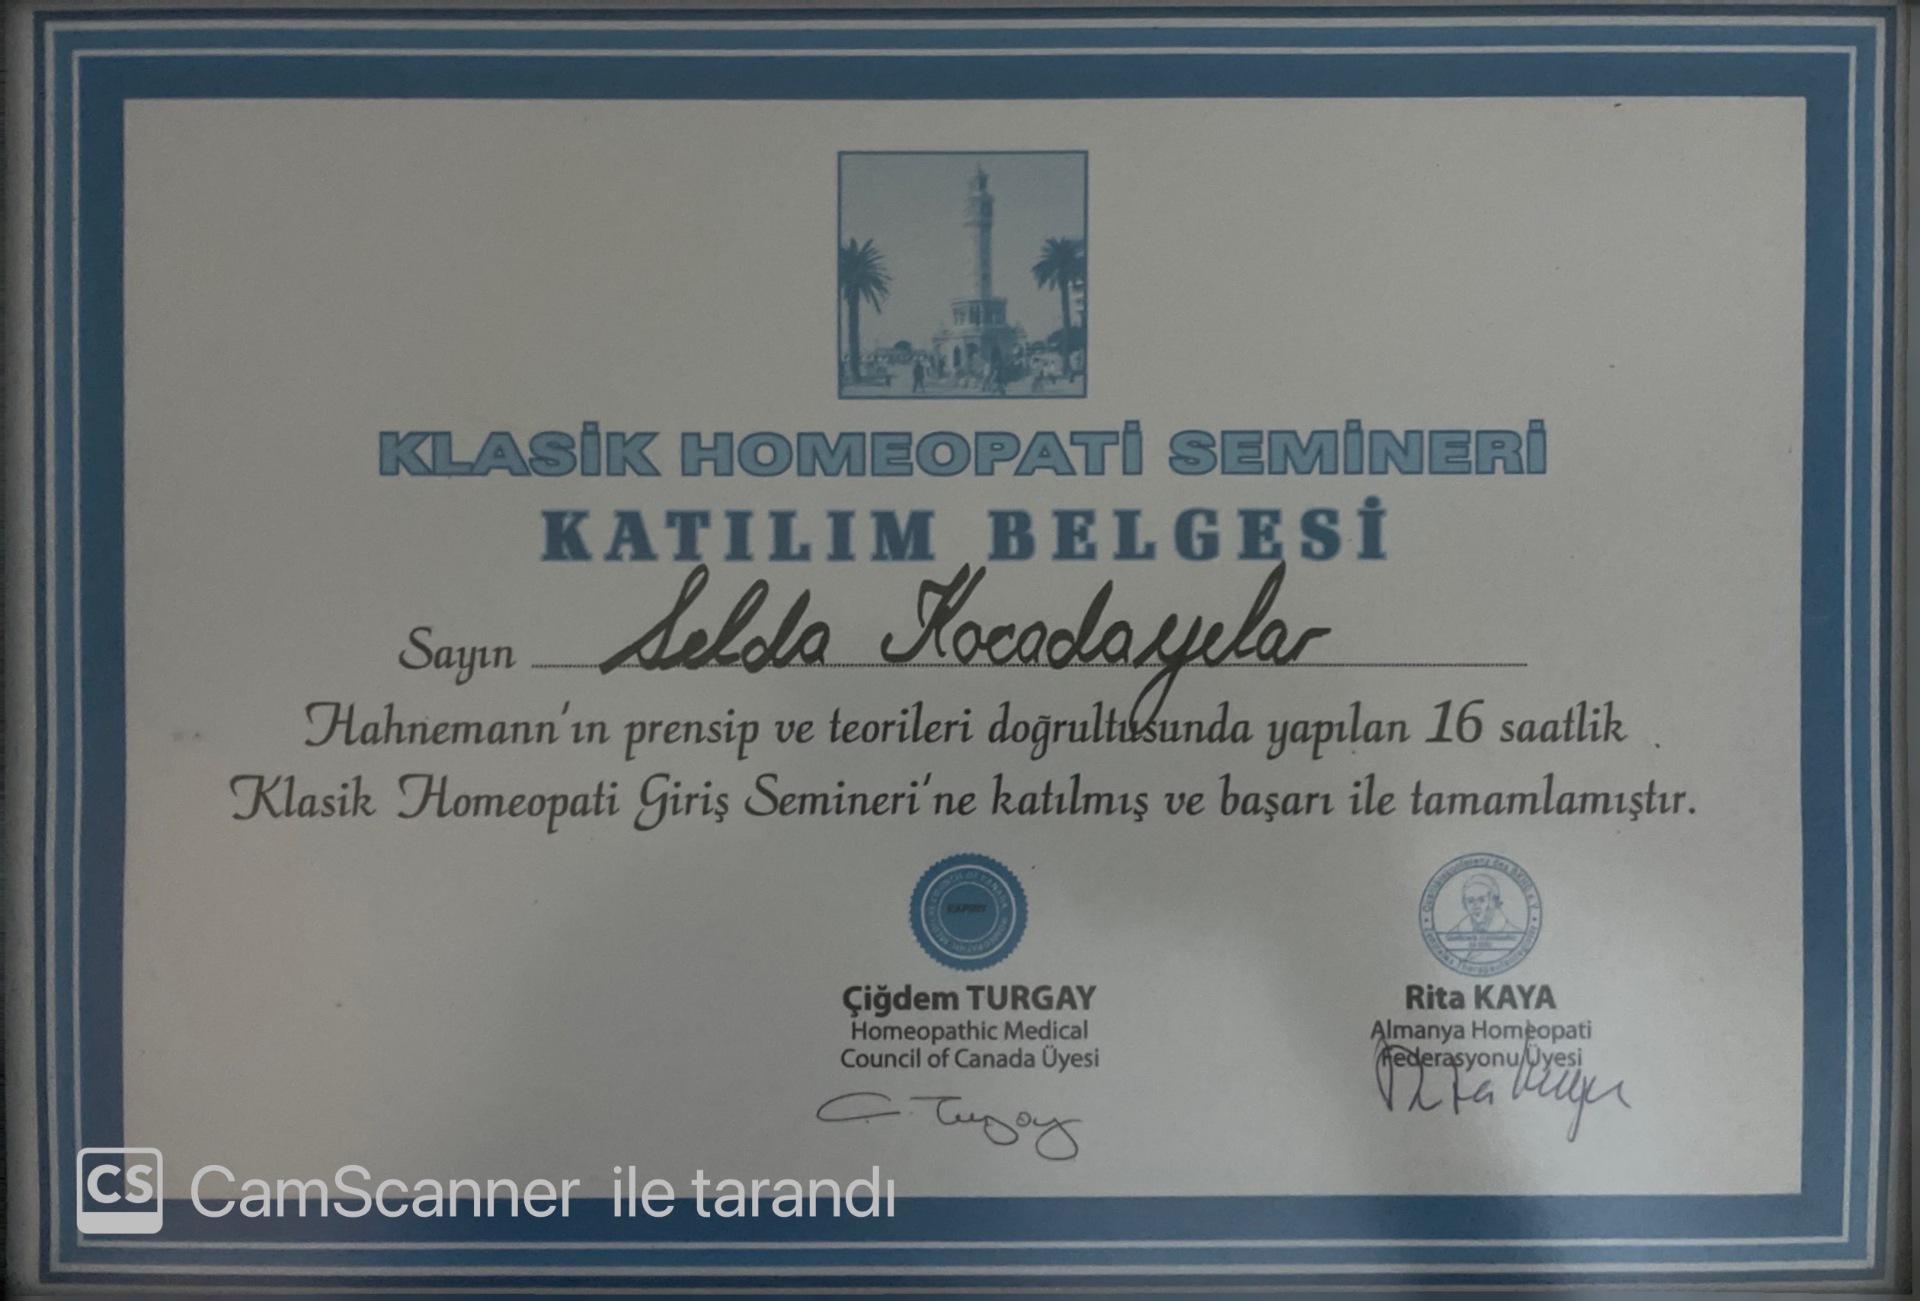 KLASİK HOMEOPATİ SEMİNERİ
KATILIM BELGESİ
Sayın Selda Kocadayılar
Hahnemann'ın prensip ve teorileri doğrultusunda yapılan 16 saatlik
Klasik Homeopati Giriş Semineri'ne katılmış ve başarı ile tamamlamıştır.
Çiğdem TURGAY
Homeopathic Medical
Council of Canada Üyesi
C. Turgay
Rita KAYA
Almanya Homeopati
Federasyonu Üyesi
CS CamScanner ile tarandı